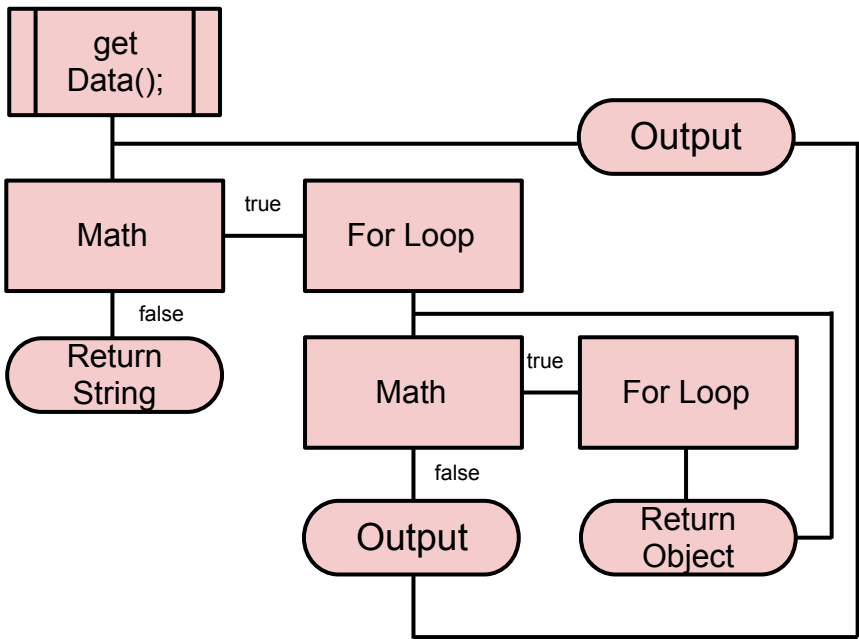 get
Data();
Output
Math
true
For Loop
false
Return
String
Math
true
For Loop
false
Output
Return
Object